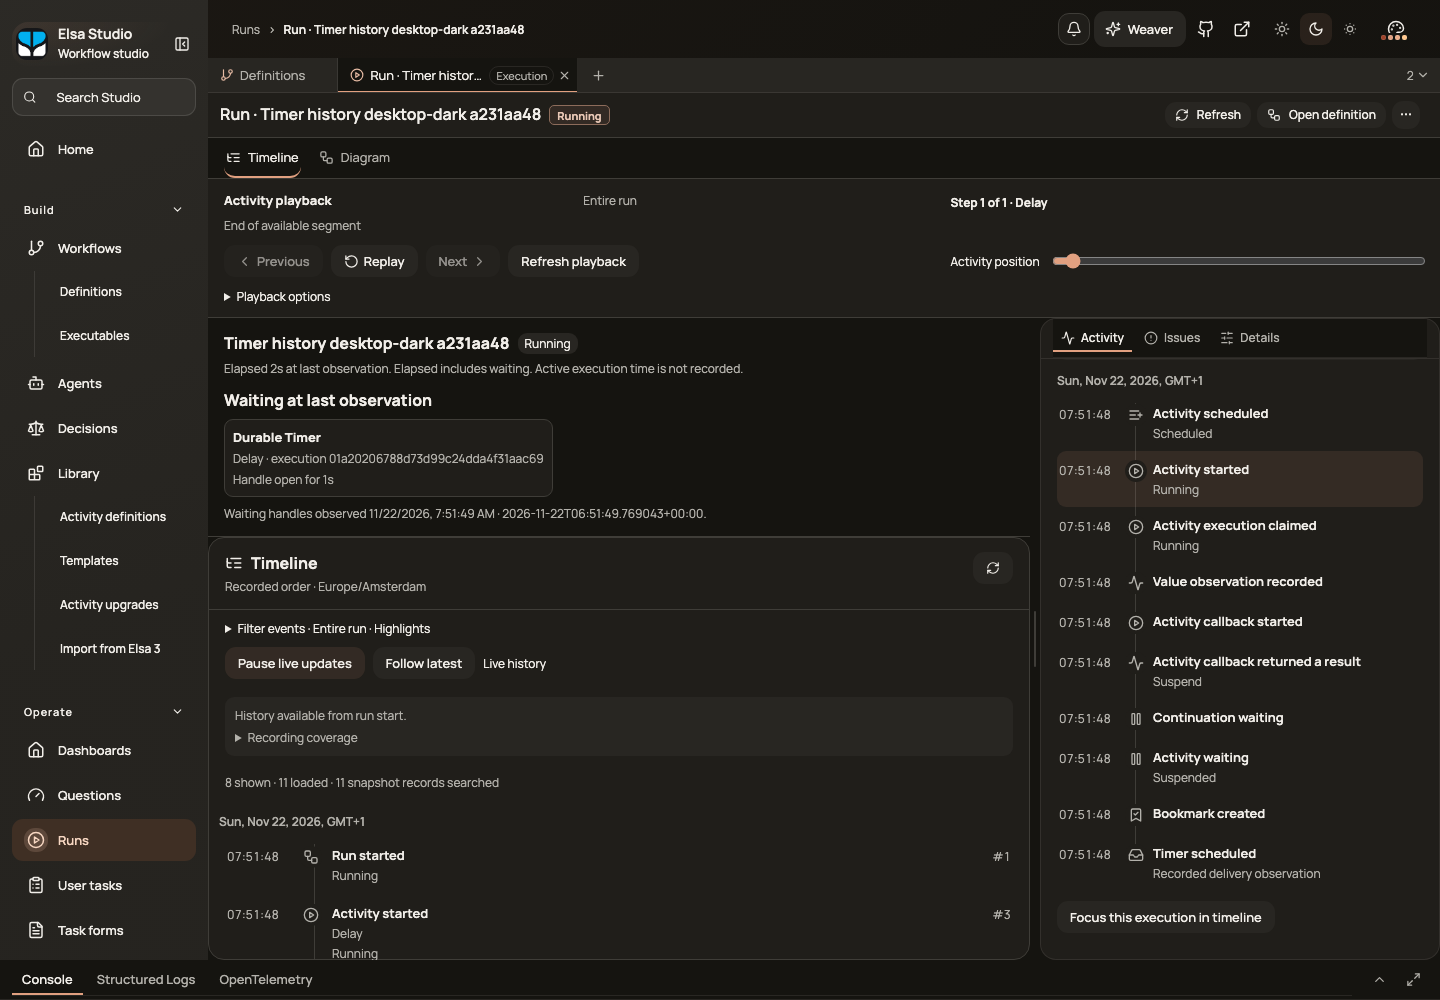 Elsa Studio
Workflow studio
Search Studio
Home
Build
Workflows
Definitions
Executables
Agents
Decisions
Library
Activity definitions
Templates
Activity upgrades
Import from Elsa 3
Operate
Dashboards
Questions
Runs
User tasks
Task forms
Runs › Run · Timer history desktop-dark a231aa48
Weaver
Definitions
Run · Timer histor... Execution
2
Run · Timer history desktop-dark a231aa48 Running
Refresh
Open definition
Timeline
Diagram
Activity playback
Entire run
Step 1 of 1 · Delay
End of available segment
Previous
Replay
Next
Refresh playback
Activity position
Playback options
Timer history desktop-dark a231aa48 Running
Elapsed 2s at last observation. Elapsed includes waiting. Active execution time is not recorded.
Waiting at last observation
Durable Timer
Delay · execution 01a20206788d73d99c24dda4f31aac69
Handle open for 1s
Waiting handles observed 11/22/2026, 7:51:49 AM · 2026-11-22T06:51:49.769043+00:00.
Timeline
Recorded order · Europe/Amsterdam
Filter events · Entire run · Highlights
Pause live updates
Follow latest
Live history
History available from run start.
Recording coverage
8 shown · 11 loaded · 11 snapshot records searched
Sun, Nov 22, 2026, GMT+1
07:51:48 Run started #1
Running
07:51:48 Activity started #3
Delay
Running
Activity
Issues
Details
Sun, Nov 22, 2026, GMT+1
07:51:48 Activity scheduled
Scheduled
07:51:48 Activity started
Running
07:51:48 Activity execution claimed
Running
07:51:48 Value observation recorded
07:51:48 Activity callback started
07:51:48 Activity callback returned a result
Suspend
07:51:48 Continuation waiting
07:51:48 Activity waiting
Suspended
07:51:48 Bookmark created
07:51:48 Timer scheduled
Recorded delivery observation
Focus this execution in timeline
Console
Structured Logs
OpenTelemetry